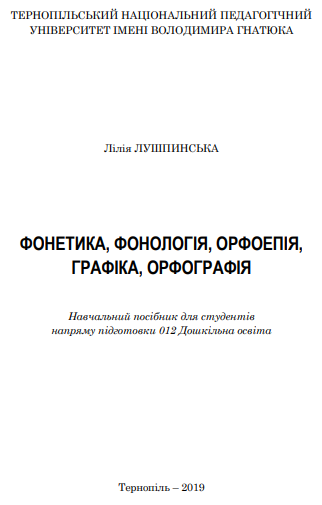 ТЕРНОПІЛЬСЬКИЙ НАЦІОНАЛЬНИЙ ПЕДАГОГІЧНИЙ
УНІВЕРСИТЕТ ІМЕНІ ВОЛОДИМИРА ГНАТЮКА
Лілія ЛУШПИНСЬКА
ФОНЕТИКА, ФОНОЛОГІЯ, ОРФОЕПІЯ,
ГРАФІКА, ОРФОГРАФІЯ
Навчальний посібник для студентів
напряму підготовки 012 Дошкільна освіта
Тернопіль – 2019